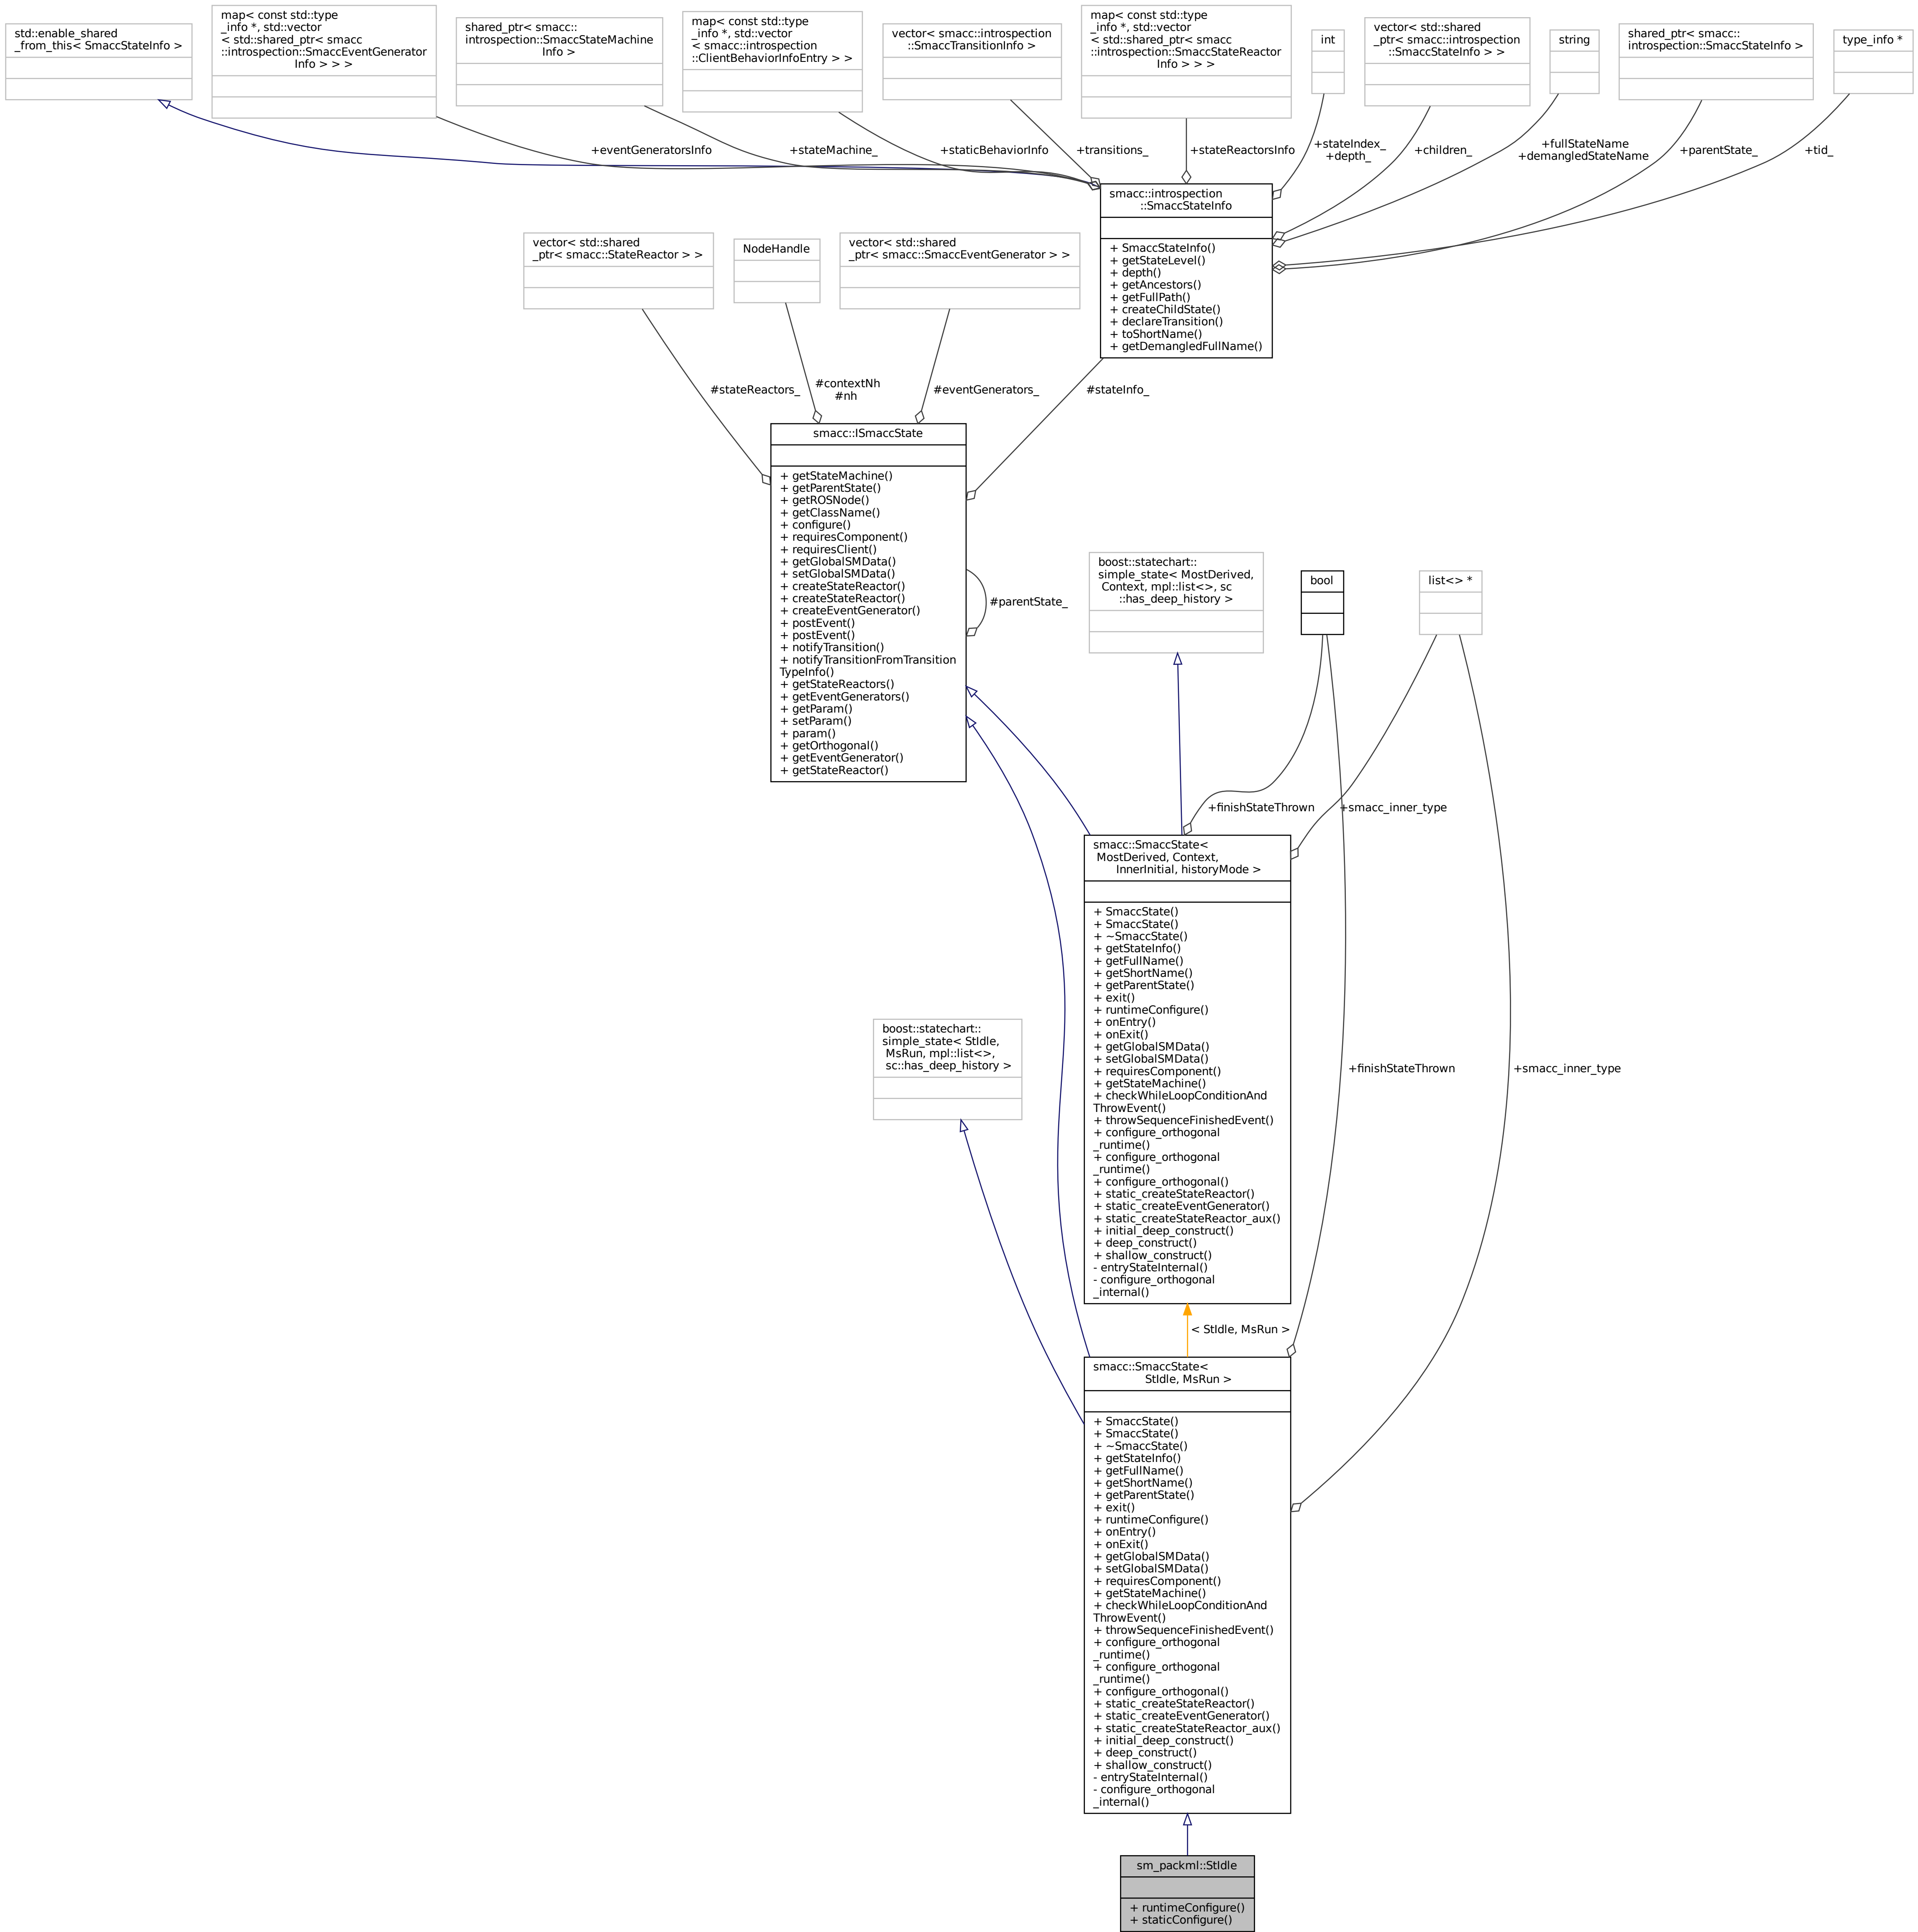 std::enable_shared
_from_this< SmaccStateInfo >
map< const std::type
_info *, std::vector
< std::shared_ptr< smacc
::introspection::SmaccEventGenerator
Info > > >
shared_ptr< smacc::
introspection::SmaccStateMachine
Info >
map< const std::type
_info *, std::vector
< smacc::introspection
::ClientBehaviorInfoEntry > >
vector< smacc::introspection
::SmaccTransitionInfo >
map< const std::type
_info *, std::vector
< std::shared_ptr< smacc
::introspection::SmaccStateReactor
Info > > >
int
vector< std::shared
_ptr< smacc::introspection
::SmaccStateInfo > >
string
shared_ptr< smacc::
introspection::SmaccStateInfo >
type_info *
+eventGeneratorsInfo
+stateMachine_
+staticBehaviorInfo
+transitions_
+stateReactorsInfo
+stateIndex_
+depth_
+children_
+fullStateName
+demangledStateName
+parentState_
+tid_
smacc::introspection
::SmaccStateInfo
+ SmaccStateInfo()
+ getStateLevel()
+ depth()
+ getAncestors()
+ getFullPath()
+ createChildState()
+ declareTransition()
+ toShortName()
+ getDemangledFullName()
vector< std::shared
_ptr< smacc::StateReactor > >
NodeHandle
vector< std::shared
_ptr< smacc::SmaccEventGenerator > >
#stateReactors_
#contextNh
#nh
#eventGenerators_
#stateInfo_
smacc::ISmaccState
+ getStateMachine()
+ getParentState()
+ getROSNode()
+ getClassName()
+ configure()
+ requiresComponent()
+ requiresClient()
+ getGlobalSMData()
+ setGlobalSMData()
+ createStateReactor()
+ createStateReactor()
+ createEventGenerator()
+ postEvent()
+ postEvent()
+ notifyTransition()
+ notifyTransitionFromTransition
TypeInfo()
+ getStateReactors()
+ getEventGenerators()
+ getParam()
+ setParam()
+ param()
+ getOrthogonal()
+ getEventGenerator()
+ getStateReactor()
#parentState_
boost::statechart::
simple_state< MostDerived,
Context, mpl::list<>, sc
::has_deep_history >
bool
list<> *
+finishStateThrown
+smacc_inner_type
smacc::SmaccState<
MostDerived, Context,
InnerInitial, historyMode >
+ SmaccState()
+ SmaccState()
+ ~SmaccState()
+ getStateInfo()
+ getFullName()
+ getShortName()
+ getParentState()
+ exit()
+ runtimeConfigure()
+ onEntry()
+ onExit()
+ getGlobalSMData()
+ setGlobalSMData()
+ requiresComponent()
+ getStateMachine()
+ checkWhileLoopConditionAnd
ThrowEvent()
+ throwSequenceFinishedEvent()
+ configure_orthogonal
_runtime()
+ configure_orthogonal
_runtime()
+ configure_orthogonal()
+ static_createStateReactor()
+ static_createEventGenerator()
+ static_createStateReactor_aux()
+ initial_deep_construct()
+ deep_construct()
+ shallow_construct()
- entryStateInternal()
- configure_orthogonal
_internal()
boost::statechart::
simple_state< StIdle,
MsRun, mpl::list<>,
sc::has_deep_history >
+finishStateThrown
+smacc_inner_type
< StIdle, MsRun >
smacc::SmaccState<
StIdle, MsRun >
+ SmaccState()
+ SmaccState()
+ ~SmaccState()
+ getStateInfo()
+ getFullName()
+ getShortName()
+ getParentState()
+ exit()
+ runtimeConfigure()
+ onEntry()
+ onExit()
+ getGlobalSMData()
+ setGlobalSMData()
+ requiresComponent()
+ getStateMachine()
+ checkWhileLoopConditionAnd
ThrowEvent()
+ throwSequenceFinishedEvent()
+ configure_orthogonal
_runtime()
+ configure_orthogonal
_runtime()
+ configure_orthogonal()
+ static_createStateReactor()
+ static_createEventGenerator()
+ static_createStateReactor_aux()
+ initial_deep_construct()
+ deep_construct()
+ shallow_construct()
- entryStateInternal()
- configure_orthogonal
_internal()
sm_packml::StIdle
+ runtimeConfigure()
+ staticConfigure()